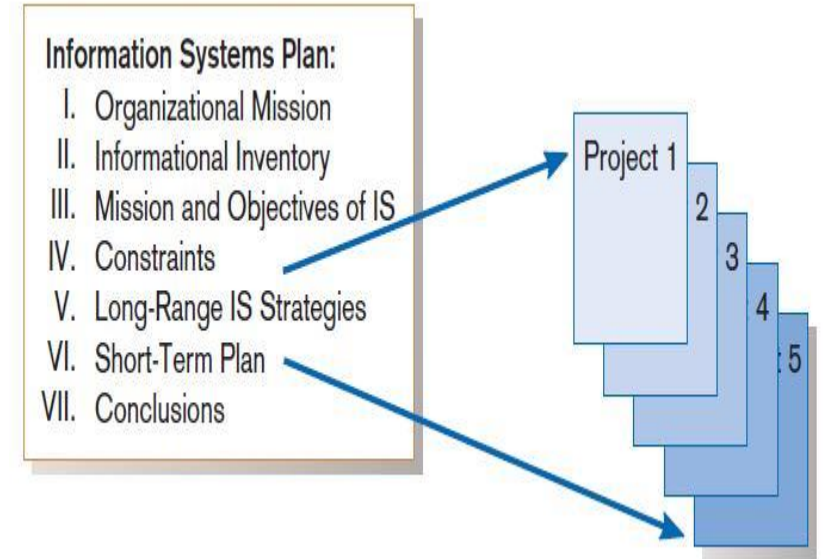 Information Systems Plan:
I. Organizational Mission
II. Informational Inventory
III. Mission and Objectives of IS
IV. Constraints
V. Long-Range IS Strategies
VI. Short-Term Plan
VII. Conclusions
Project 1
2
3
t 4
t 5